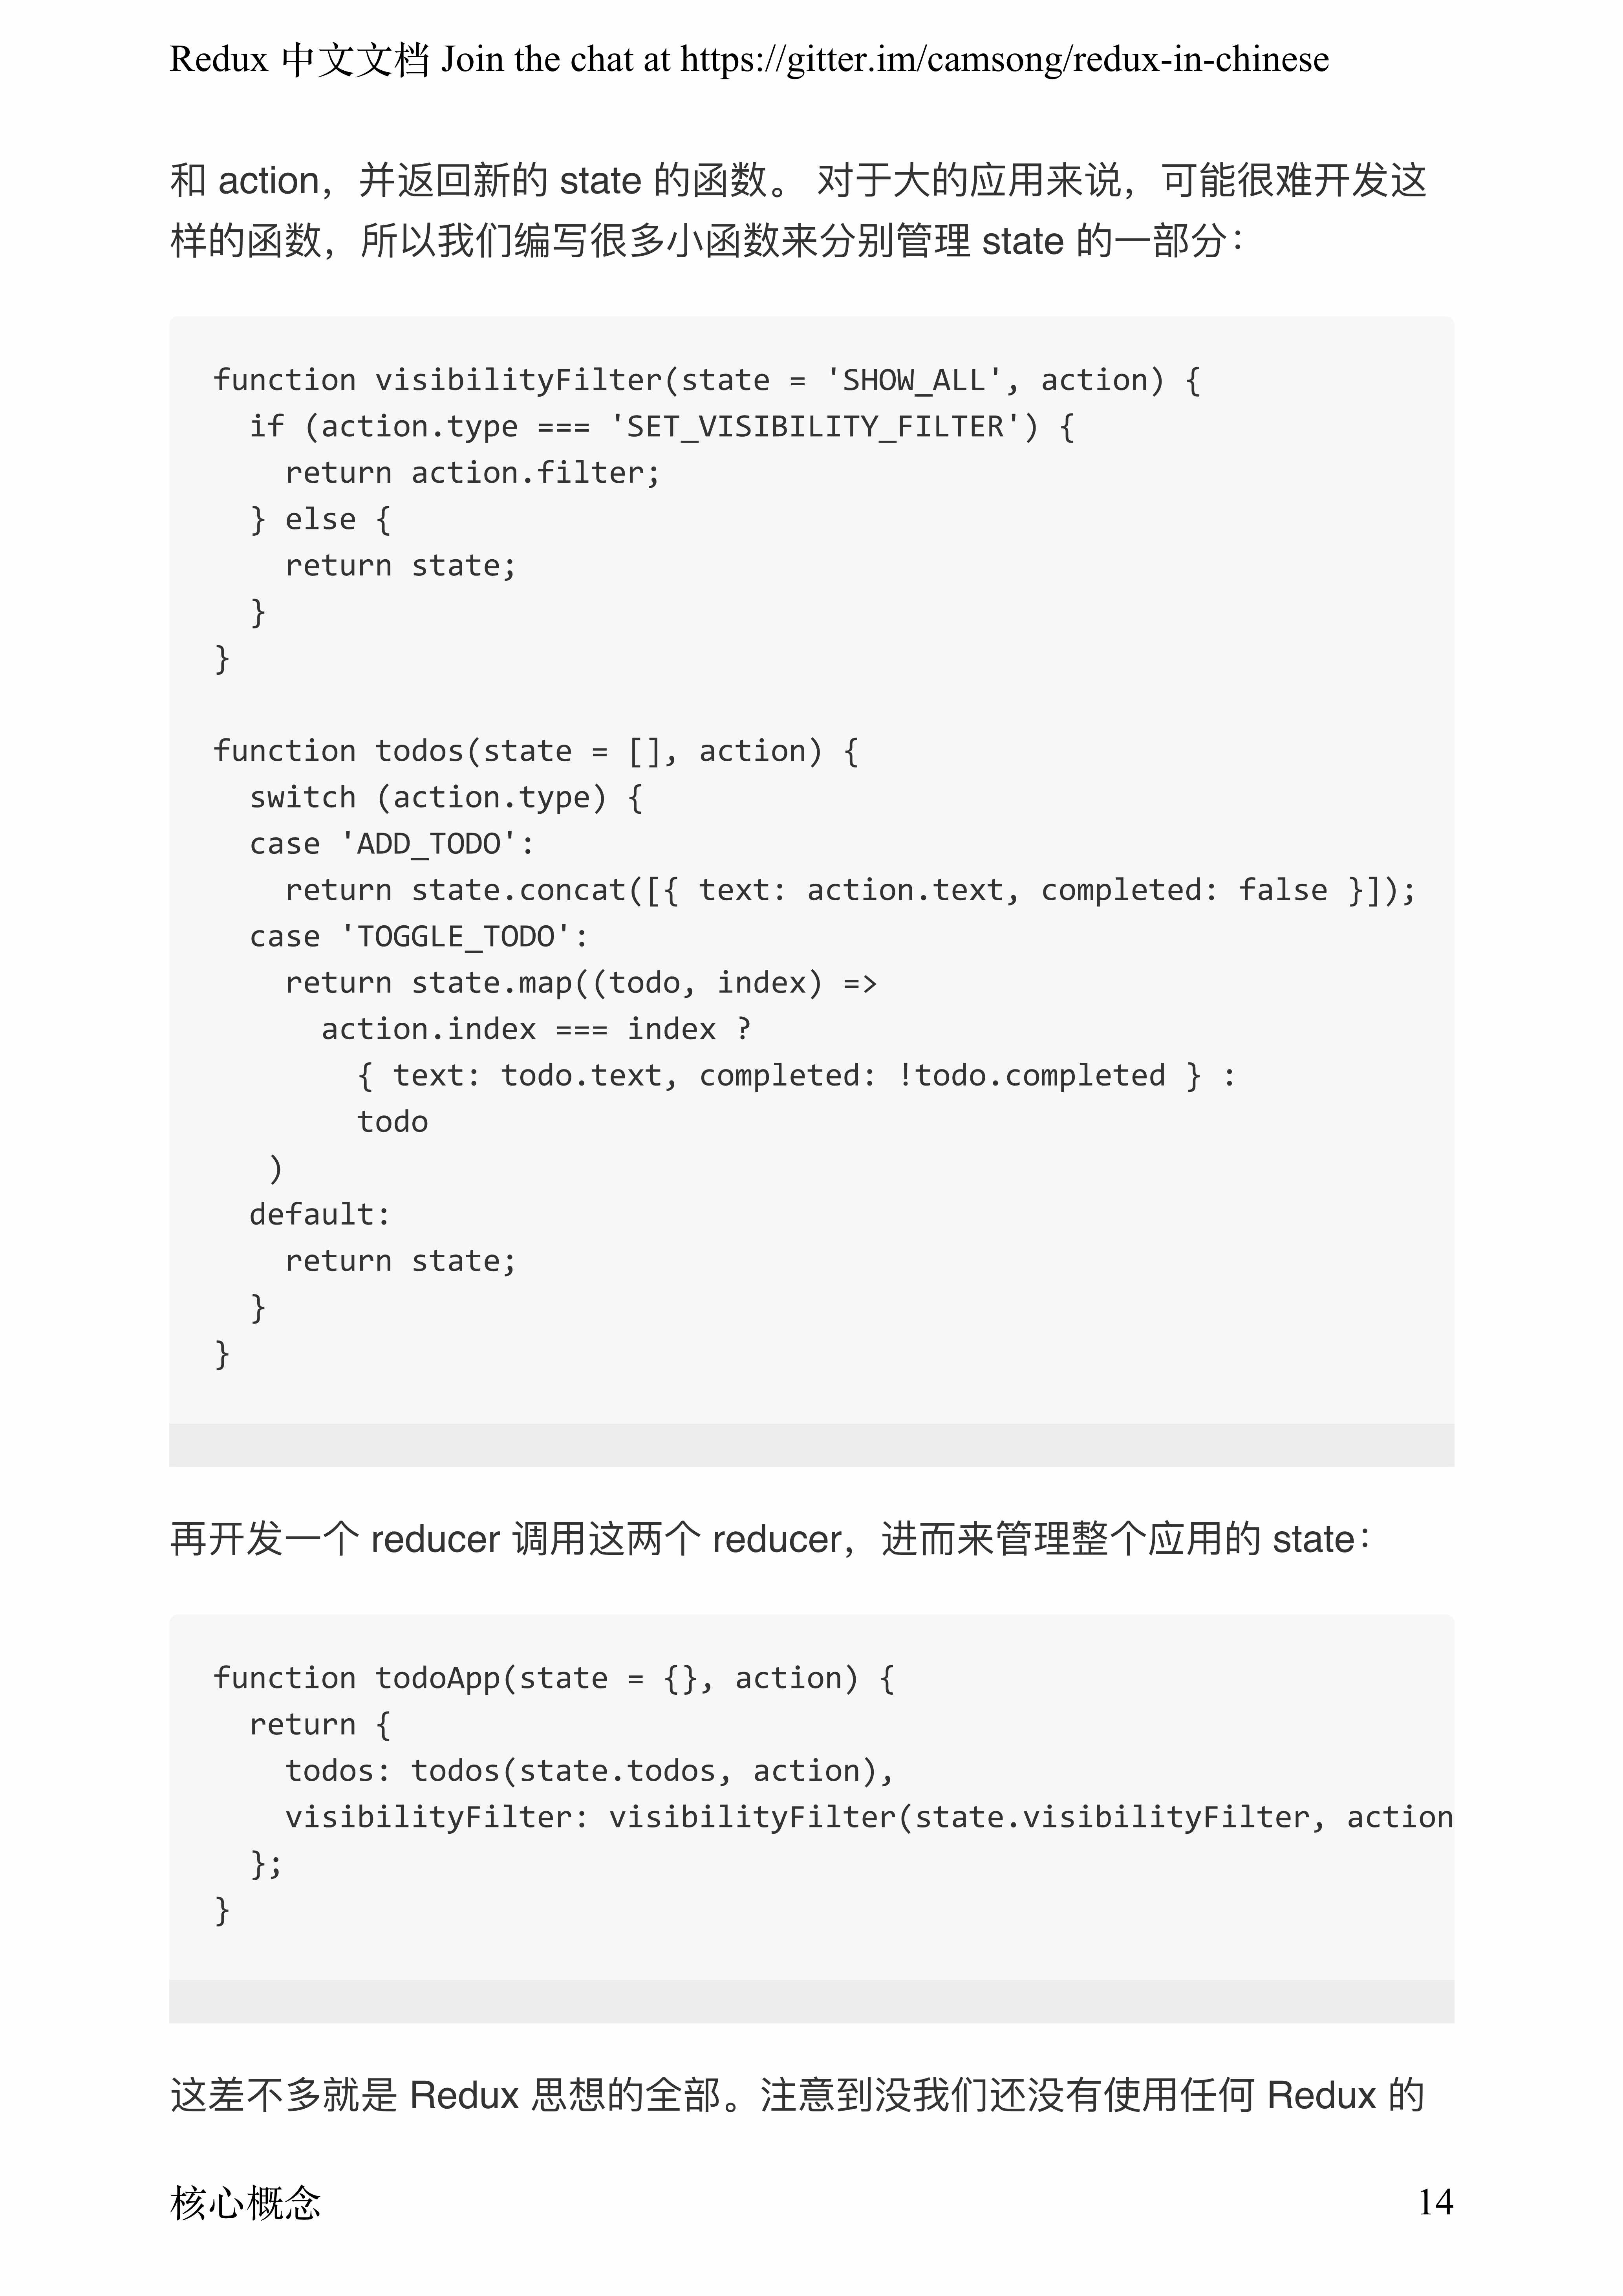 Redux 中文文档 Join the chat at https://gitter.im/camsong/redux-in-chinese
和 action，并返回新的 state 的函数。 对于大的应用来说，可能很难开发这
样的函数，所以我们编写很多小函数来分别管理 state 的一部分：
function visibilityFilter(state = 'SHOW_ALL', action) {
  if (action.type === 'SET_VISIBILITY_FILTER') {
    return action.filter;
  } else {
    return state;
  }
}
function todos(state = [], action) {
  switch (action.type) {
  case 'ADD_TODO':
    return state.concat([{ text: action.text, completed: false }]);
  case 'TOGGLE_TODO':
    return state.map((todo, index) =>
      action.index === index ?
        { text: todo.text, completed: !todo.completed } :
        todo
   )
  default:
    return state;
  }
}
再开发一个 reducer 调用这两个 reducer，进而来管理整个应用的 state：
function todoApp(state = {}, action) {
  return {
    todos: todos(state.todos, action),
    visibilityFilter: visibilityFilter(state.visibilityFilter, action
  };
}
这差不多就是 Redux 思想的全部。注意到没我们还没有使用任何 Redux 的
核心概念 14